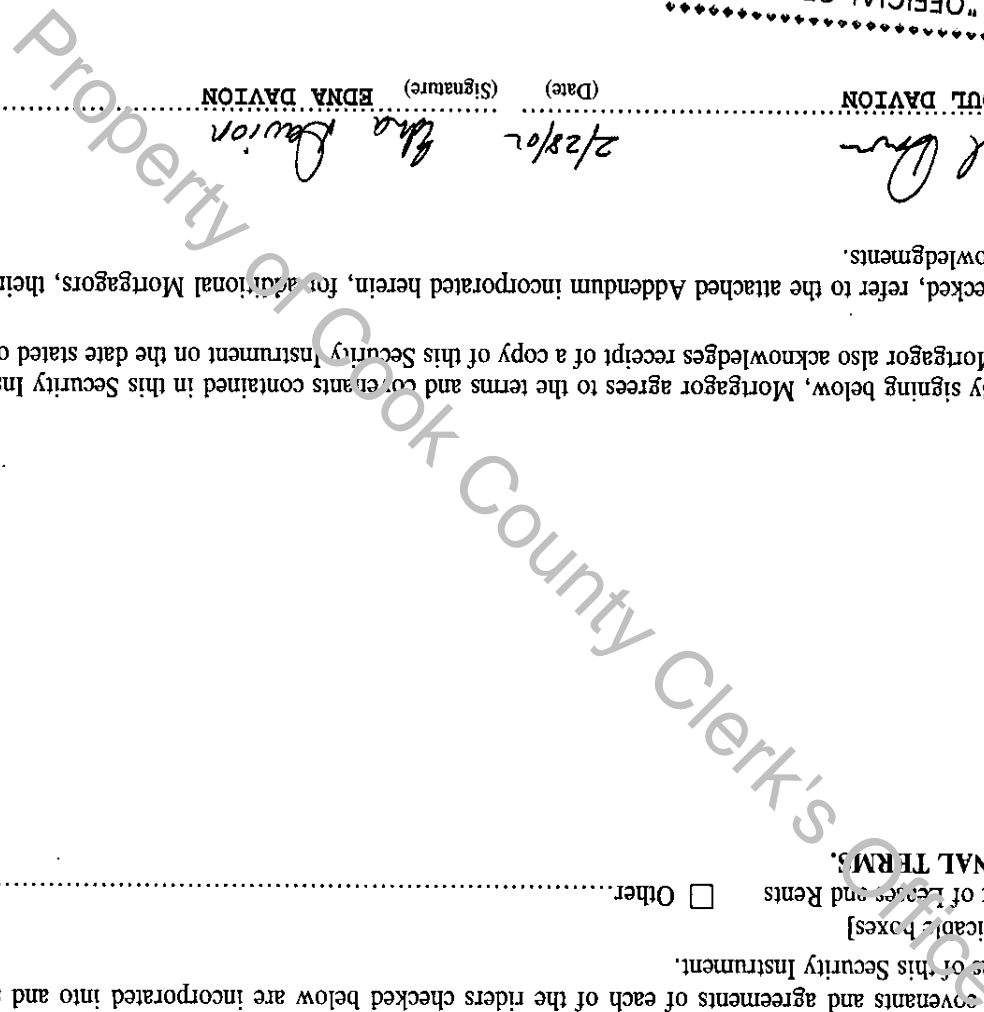 covenants and agreements of each of the riders checked below are incorporated into and
of this Security Instrument.
boxes]
of Leases and Rents ☐ Other
NAL TERMS.
signing below, Mortgagor agrees to the terms and covenants contained in this Security
Mortgagor also acknowledges receipt of a copy of this Security Instrument on the date stated
ecked, refer to the attached Addendum incorporated herein, for additional Mortgagors, their
owledgments.
2/28/02 Edna Davion
OUL DAVION (Date) (Signature) EDNA DAVION (
"OFFICIAL
Property of Cook County Clerk's Office